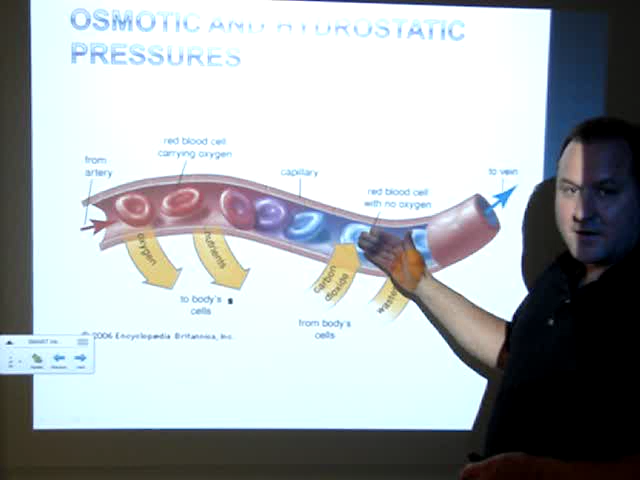 OSMOTIC AND HYDROSTATIC
PRESSURES
red blood cell
carrying oxygen
from
artery
capillary
to vein
red blood cell
with no oxygen
oxygen
nutrients
carbon
dioxide
wastes
to body's
cells
from body's
cells
© 2006 Encyclopædia Britannica, Inc.